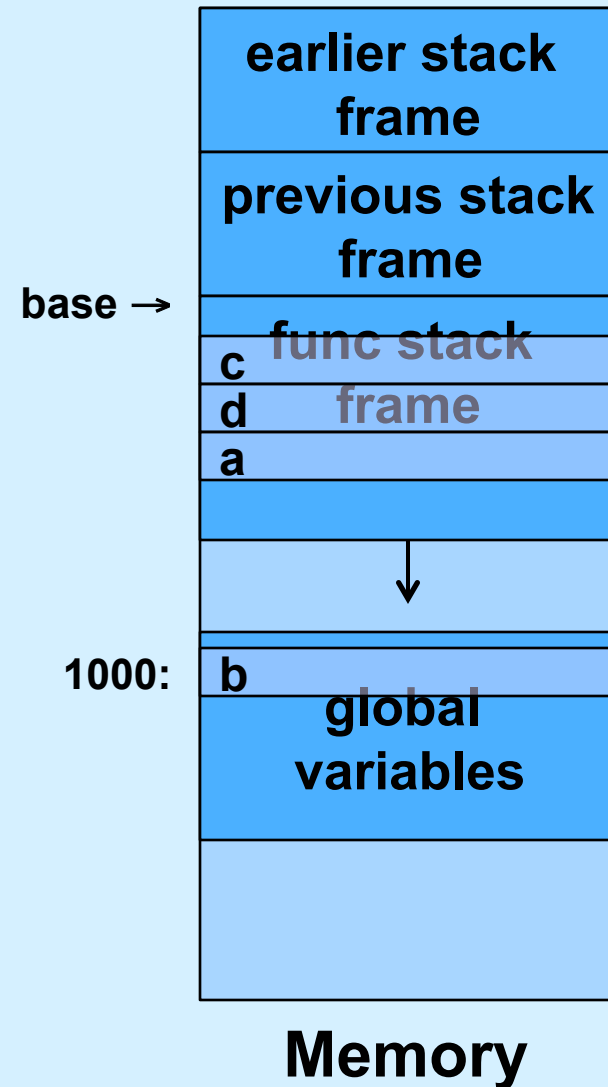 earlier stack
frame
previous stack
frame
base →
func stack
frame
c
d
a
1000:
b
global
variables
Memory